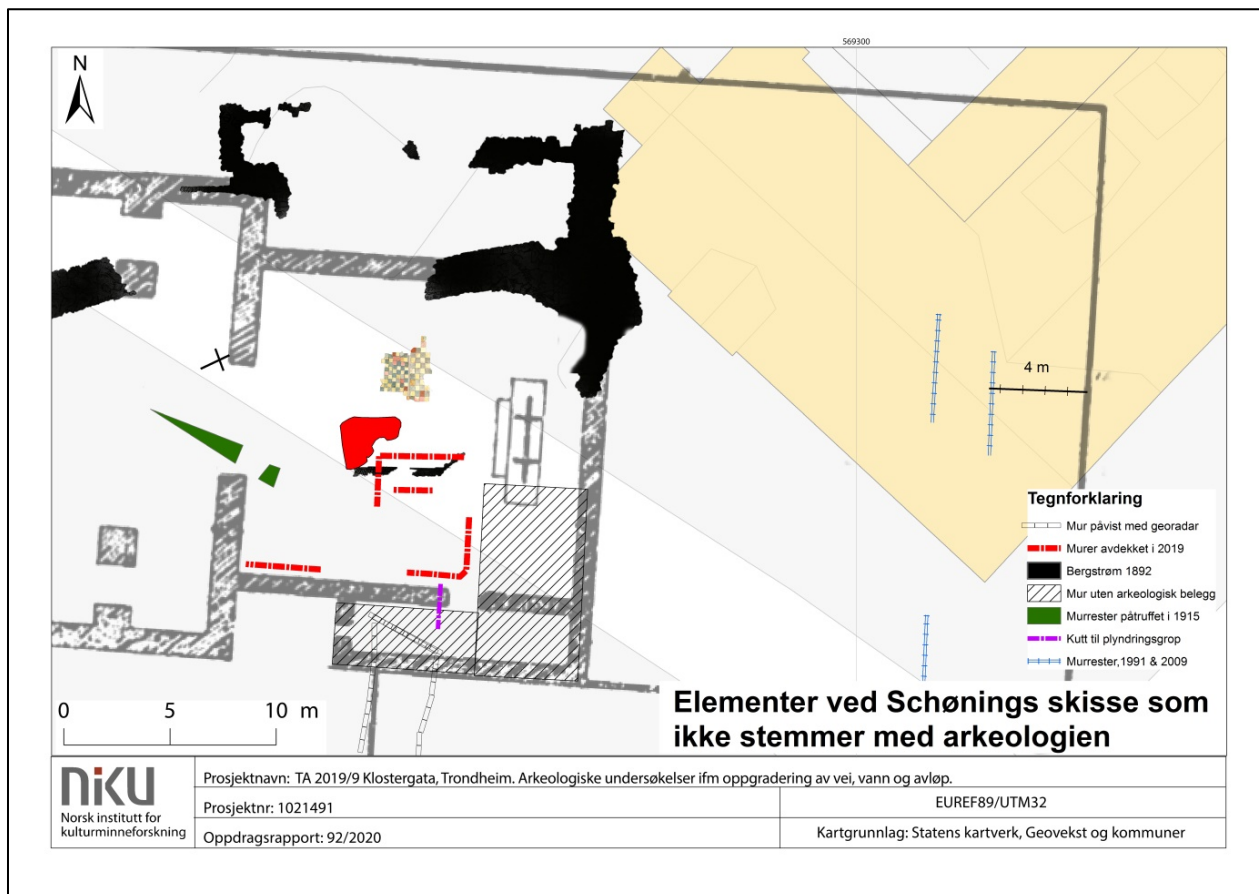 569300
N
4 m
Tegnforklaring
Mur påvist med georadar
Murer avdekket i 2019
Bergstrøm 1892
Mur uten arkeologisk belegg
Murrester påtruffet i 1915
Kutt til plyndringsgrop
Murrester,1991 & 2009
0 5 10 m
Elementer ved Schønings skisse som
ikke stemmer med arkeologien
NIKU
Norsk institutt for
kulturminneforskning
Prosjektnavn: TA 2019/9 Klostergata, Trondheim. Arkeologiske undersøkelser ifm oppgradering av vei, vann og avløp.
Prosjektnr: 1021491
EUREF89/UTM32
Oppdragsrapport: 92/2020
Kartgrunnlag: Statens kartverk, Geovekst og kommuner